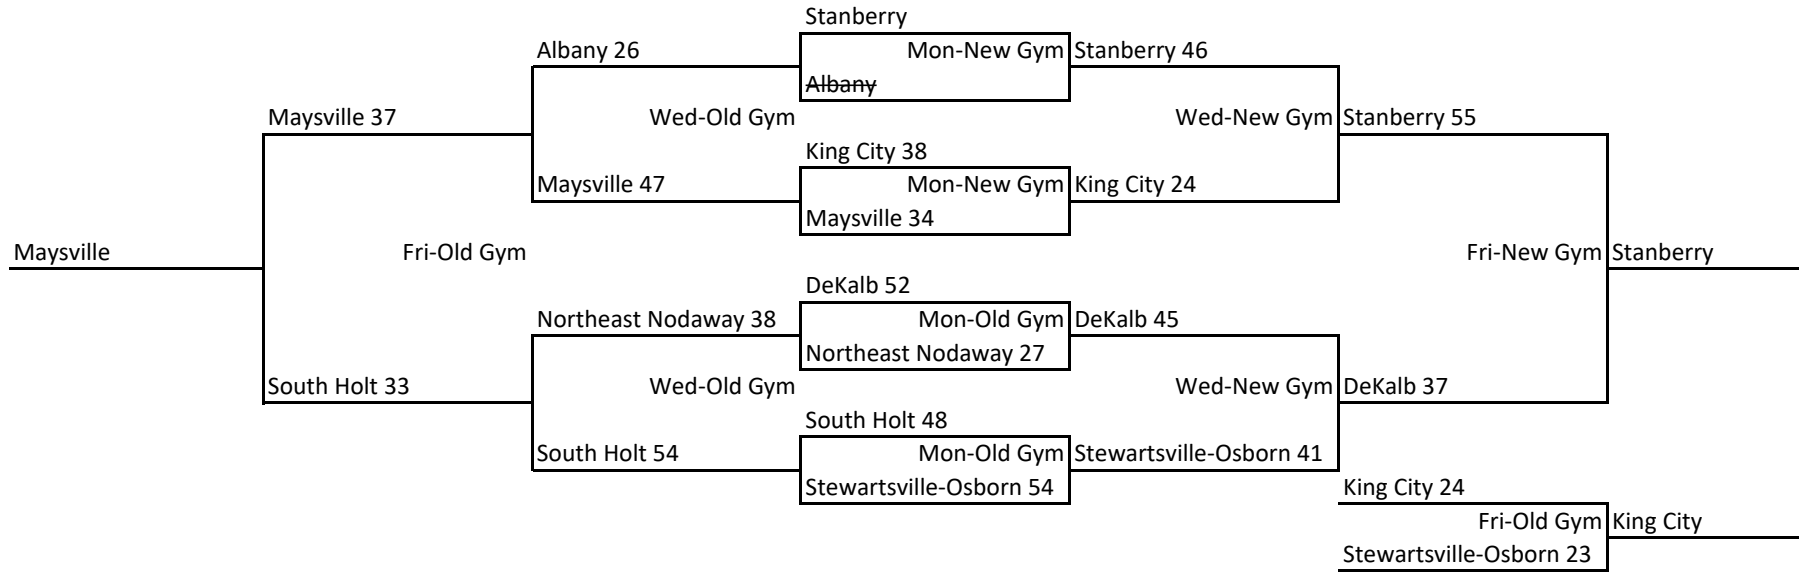 Stanberry
Albany 26
Mon-New Gym
Stanberry 46
Albany
Maysville 37
Wed-Old Gym
Wed-New Gym
Stanberry 55
King City 38
Maysville 47
Mon-New Gym
King City 24
Maysville 34
Maysville
Fri-Old Gym
Fri-New Gym
Stanberry
DeKalb 52
Northeast Nodaway 38
Mon-Old Gym
DeKalb 45
Northeast Nodaway 27
South Holt 33
Wed-Old Gym
Wed-New Gym
DeKalb 37
South Holt 48
South Holt 54
Mon-Old Gym
Stewartsville-Osborn 41
Stewartsville-Osborn 54
King City 24
Fri-Old Gym
King City
Stewartsville-Osborn 23